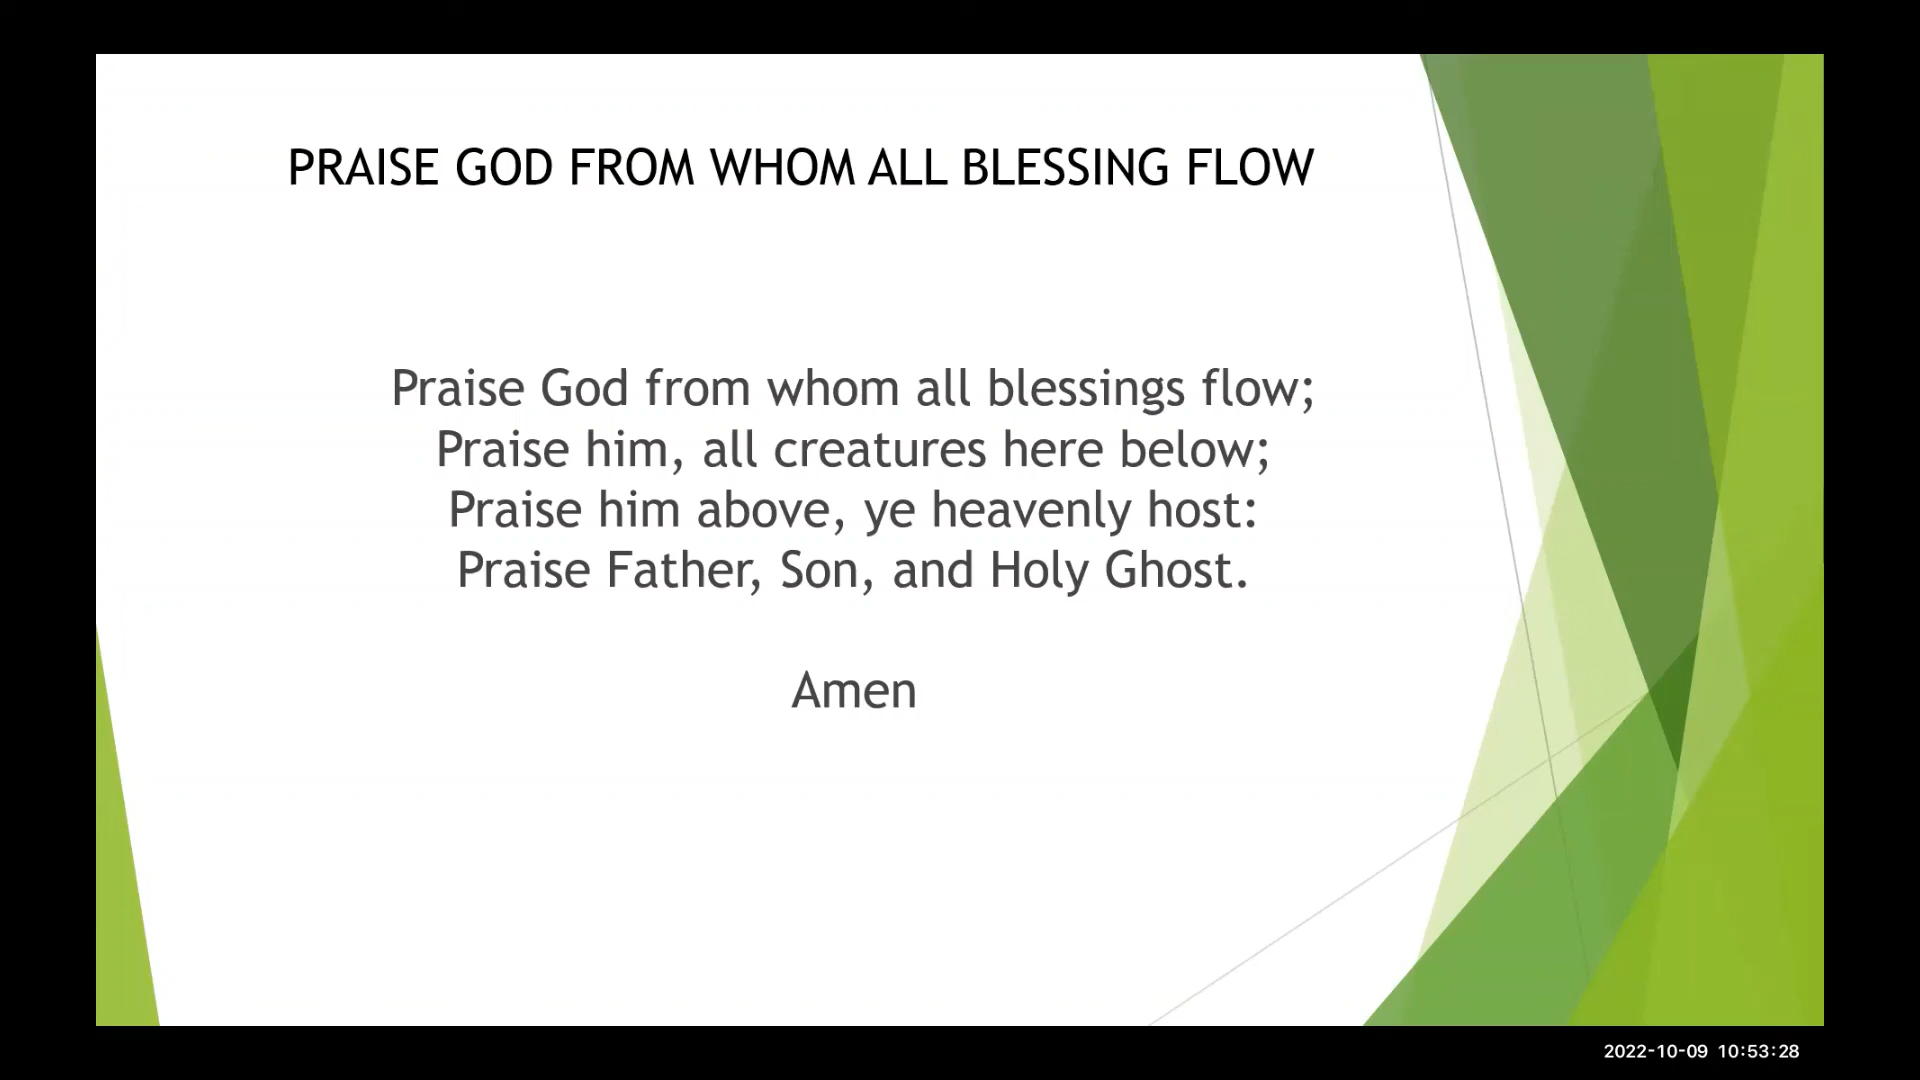 PRAISE GOD FROM WHOM ALL BLESSING FLOW
Praise God from whom all blessings flow;
Praise him, all creatures here below;
Praise him above, ye heavenly host:
Praise Father, Son, and Holy Ghost.
Amen
2022-10-09 10:53:28